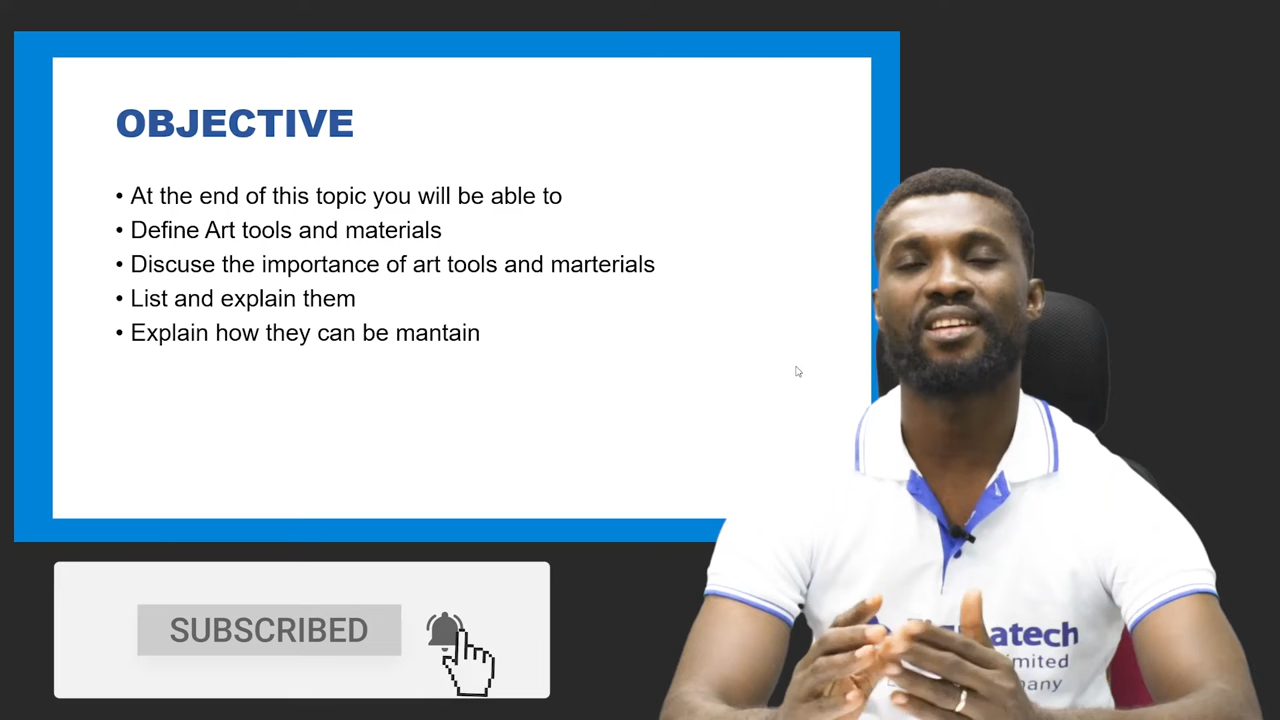 OBJECTIVE
• At the end of this topic you will be able to
• Define Art tools and materials
• Discuse the importance of art tools and marterials
• List and explain them
• Explain how they can be mantain
SUBSCRIBED